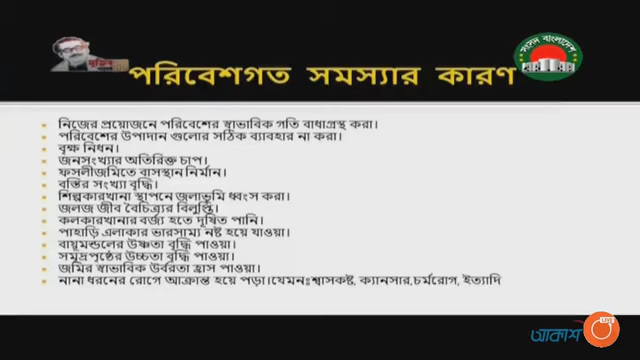 পরিবেশগত সমস্যার কারণ
সংসদ বাংলাদেশ
নিজের প্রয়োজনে পরিবেশের স্বাভাবিক গতি বাধাগ্রস্থ করা।
পরিবেশের উপাদান গুলোর সঠিক ব্যাবহার না করা।
বৃক্ষ নিধন।
জনসংখ্যার অতিরিক্ত চাপ।
ফসলীজমিতে বাসস্থান নির্মান।
বস্তির সংখ্যা বৃদ্ধি।
শিল্পকারখানা স্থাপনে জলাভূমি ধ্বংস করা।
জলজ জীব বৈচিত্র্যর বিলুপ্তি।
কলকারখানার বর্জ্য হতে দূষিত পানি।
পাহাড়ি এলাকার ভারসাম্য নষ্ট হয়ে যাওয়া।
বায়ুমন্ডলের উষ্ণতা বৃদ্ধি পাওয়া।
সমুদ্রপৃষ্ঠের উচ্চতা বৃদ্ধি পাওয়া।
জমির স্বাভাবিক উর্বরতা হ্রাস পাওয়া।
নানা ধরনের রোগে আক্রান্ত হয়ে পড়া।যেমনঃশ্বাসকষ্ট, ক্যানসার,চর্মরোগ, ইত্যাদি
আকাশ